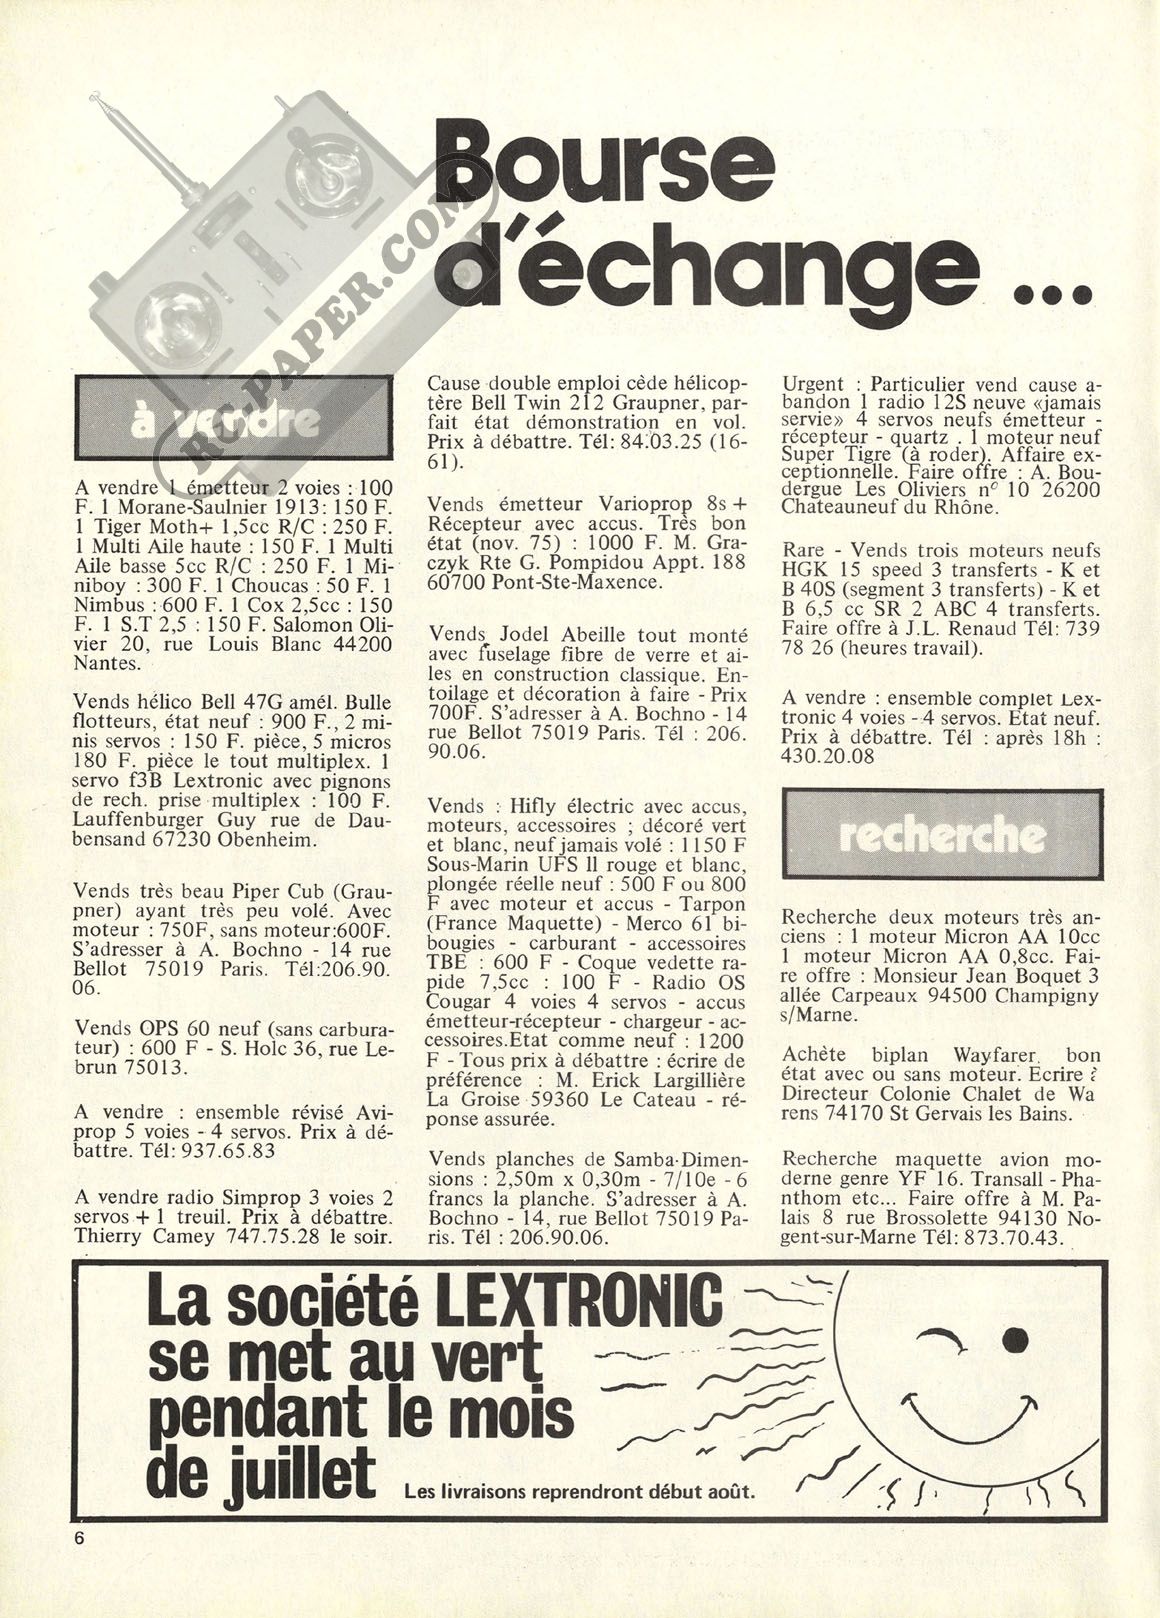 Bourse
d'échange ...
RC-PAPER.COM
à vendre
A vendre 1 émetteur 2 voies : 100
F. 1 Morane-Saulnier 1913: 150 F.
1 Tiger Moth+ 1,5cc R/C : 250 F.
1 Multi Aile haute : 150 F. 1 Multi
Aile basse 5cc R/C : 250 F. 1 Mi-
niboy : 300 F. 1 Choucas : 50 F. 1
Nimbus : 600 F. 1 Cox 2,5cc : 150
F. 1 S.T 2,5 : 150 F. Salomon Oli-
vier 20, rue Louis Blanc 44200
Nantes.
Vends hélico Bell 47G amél. Bulle
flotteurs, état neuf : 900 F., 2 mi-
nis servos : 150 F. pièce, 5 micros
180 F. pièce le tout multiplex. 1
servo f3B Lextronic avec pignons
de rech. prise multiplex : 100 F.
Lauffenburger Guy rue de Dau-
bensand 67230 Obenheim.
Vends très beau Piper Cub (Grau-
pner) ayant très peu volé. Avec
moteur : 750F, sans moteur:600F.
S'adresser à A. Bochno - 14 rue
Bellot 75019 Paris. Tél:206.90.
06.
Vends OPS 60 neuf (sans carbura-
teur) : 600 F - S. Holc 36, rue Le-
brun 75013.
A vendre : ensemble révisé Avi-
prop 5 voies - 4 servos. Prix à dé-
battre. Tél: 937.65.83
A vendre radio Simprop 3 voies 2
servos + 1 treuil. Prix à débattre.
Thierry Camey 747.75.28 le soir.
Cause double emploi cède hélicop-
tère Bell Twin 212 Graupner, par-
fait état démonstration en vol.
Prix à débattre. Tél: 84.03.25 (16-
61).
Vends émetteur Varioprop 8s +
Récepteur avec accus. Très bon
état (nov. 75) : 1000 F. M. Gra-
czyk Rte G. Pompidou Appt. 188
60700 Pont-Ste-Maxence.
Vends Jodel Abeille tout monté
avec fuselage fibre de verre et ai-
les en construction classique. En-
toilage et décoration à faire - Prix
700F. S'adresser à A. Bochno - 14
rue Bellot 75019 Paris. Tél : 206.
90.06.
Vends : Hifly électric avec accus,
moteurs, accessoires ; décoré vert
et blanc, neuf jamais volé : 1150 F
Sous-Marin UFS ll rouge et blanc,
plongée réelle neuf : 500 F ou 800
F avec moteur et accus - Tarpon
(France Maquette) - Merco 61 bi-
bougies - carburant - accessoires
TBE : 600 F - Coque vedette ra-
pide 7,5cc : 100 F - Radio OS
Cougar 4 voies 4 servos - accus
émetteur-récepteur - chargeur - ac-
cessoires.Etat comme neuf : 1200
F - Tous prix à débattre : écrire de
préférence : M. Erick Largillière
La Groise 59360 Le Cateau - ré-
ponse assurée.
Vends planches de Samba-Dimen-
sions : 2,50m x 0,30m - 7/10e - 6
francs la planche. S'adresser à A.
Bochno - 14, rue Bellot 75019 Pa-
ris. Tél : 206.90.06.
Urgent : Particulier vend cause a-
bandon 1 radio 12S neuve «jamais
servie» 4 servos neufs émetteur -
récepteur - quartz . 1 moteur neuf
Super Tigre (à roder). Affaire ex-
ceptionnelle. Faire offre : A. Bou-
dergue Les Oliviers n° 10 26200
Chateauneuf du Rhône.
Rare - Vends trois moteurs neufs
HGK 15 speed 3 transferts - K et
B 40S (segment 3 transferts) - K et
B 6,5 cc SR 2 ABC 4 transferts.
Faire offre à J.L. Renaud Tél: 739
78 26 (heures travail).
A vendre : ensemble complet Lex-
tronic 4 voies - 4 servos. Etat neuf.
Prix à débattre. Tél : après 18h :
430.20.08
recherche
Recherche deux moteurs très an-
ciens : 1 moteur Micron AA 10cc
1 moteur Micron AA 0,8cc. Fai-
re offre : Monsieur Jean Boquet 3
allée Carpeaux 94500 Champigny
s/Marne.
Achète biplan Wayfarer. bon
état avec ou sans moteur. Ecrire :
Directeur Colonie Chalet de Wa
rens 74170 St Gervais les Bains.
Recherche maquette avion mo-
derne genre YF 16. Transall - Pha-
nthom etc... Faire offre à M. Pa-
lais 8 rue Brossolette 94130 No-
gent-sur-Marne Tél: 873.70.43.
La société LEXTRONIC
se met au vert
pendant le mois
de juillet
Les livraisons reprendront début août.
6